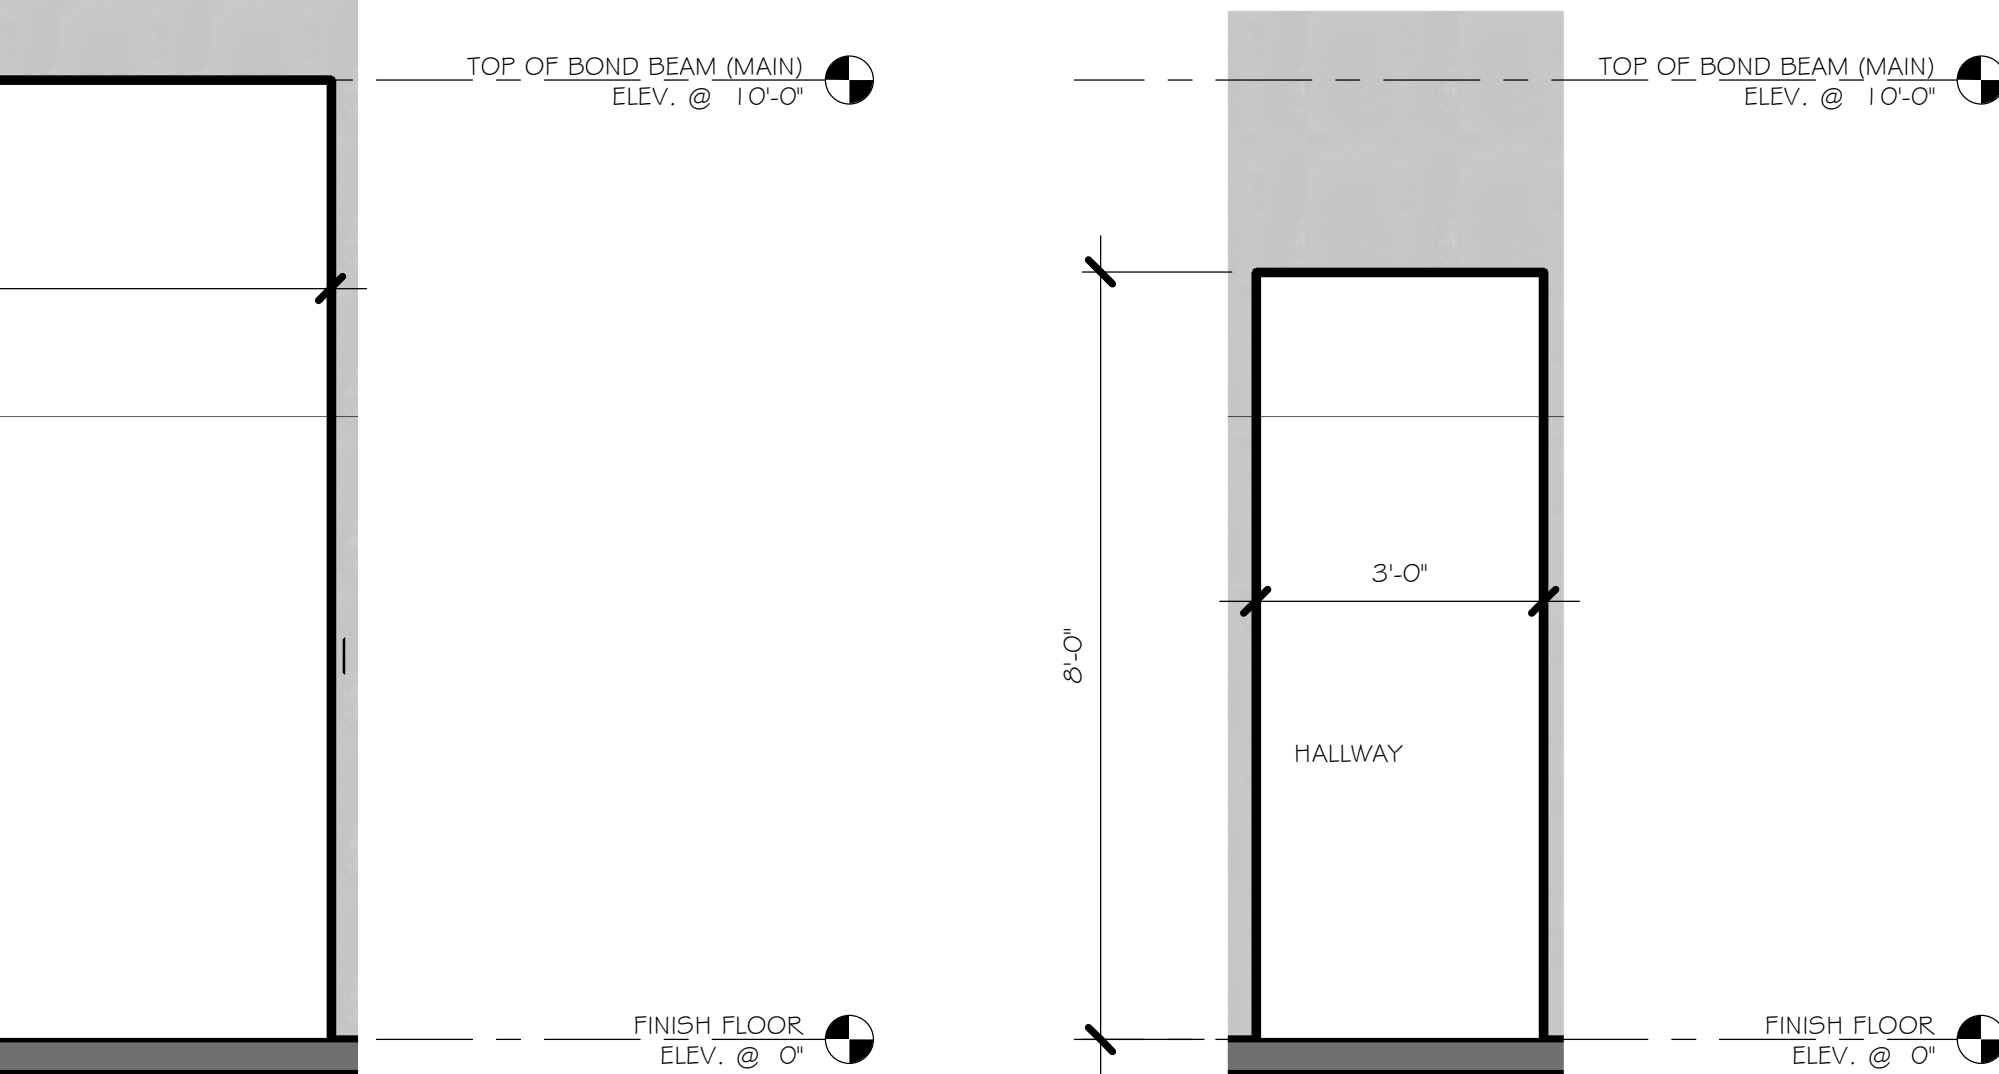 TOP OF BOND BEAM (MAIN)
ELEV. @ 10'-0"
TOP OF BOND BEAM (MAIN)
ELEV. @ 10'-0"
3'-0"
8'-0"
HALLWAY
FINISH FLOOR
ELEV. @ 0"
FINISH FLOOR
ELEV. @ 0"